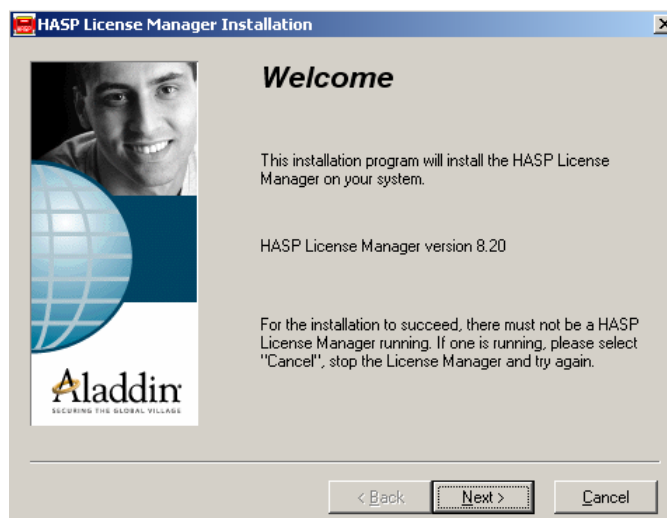 HASP License Manager Installation
Welcome
This installation program will install the HASP License
Manager on your system.
HASP License Manager version 8.20
For the installation to succeed, there must not be a HASP
License Manager running. If one is running, please select
"Cancel", stop the License Manager and try again.
Aladdin
SECURING THE GLOBAL VILLAGE
< Back
Next >
Cancel